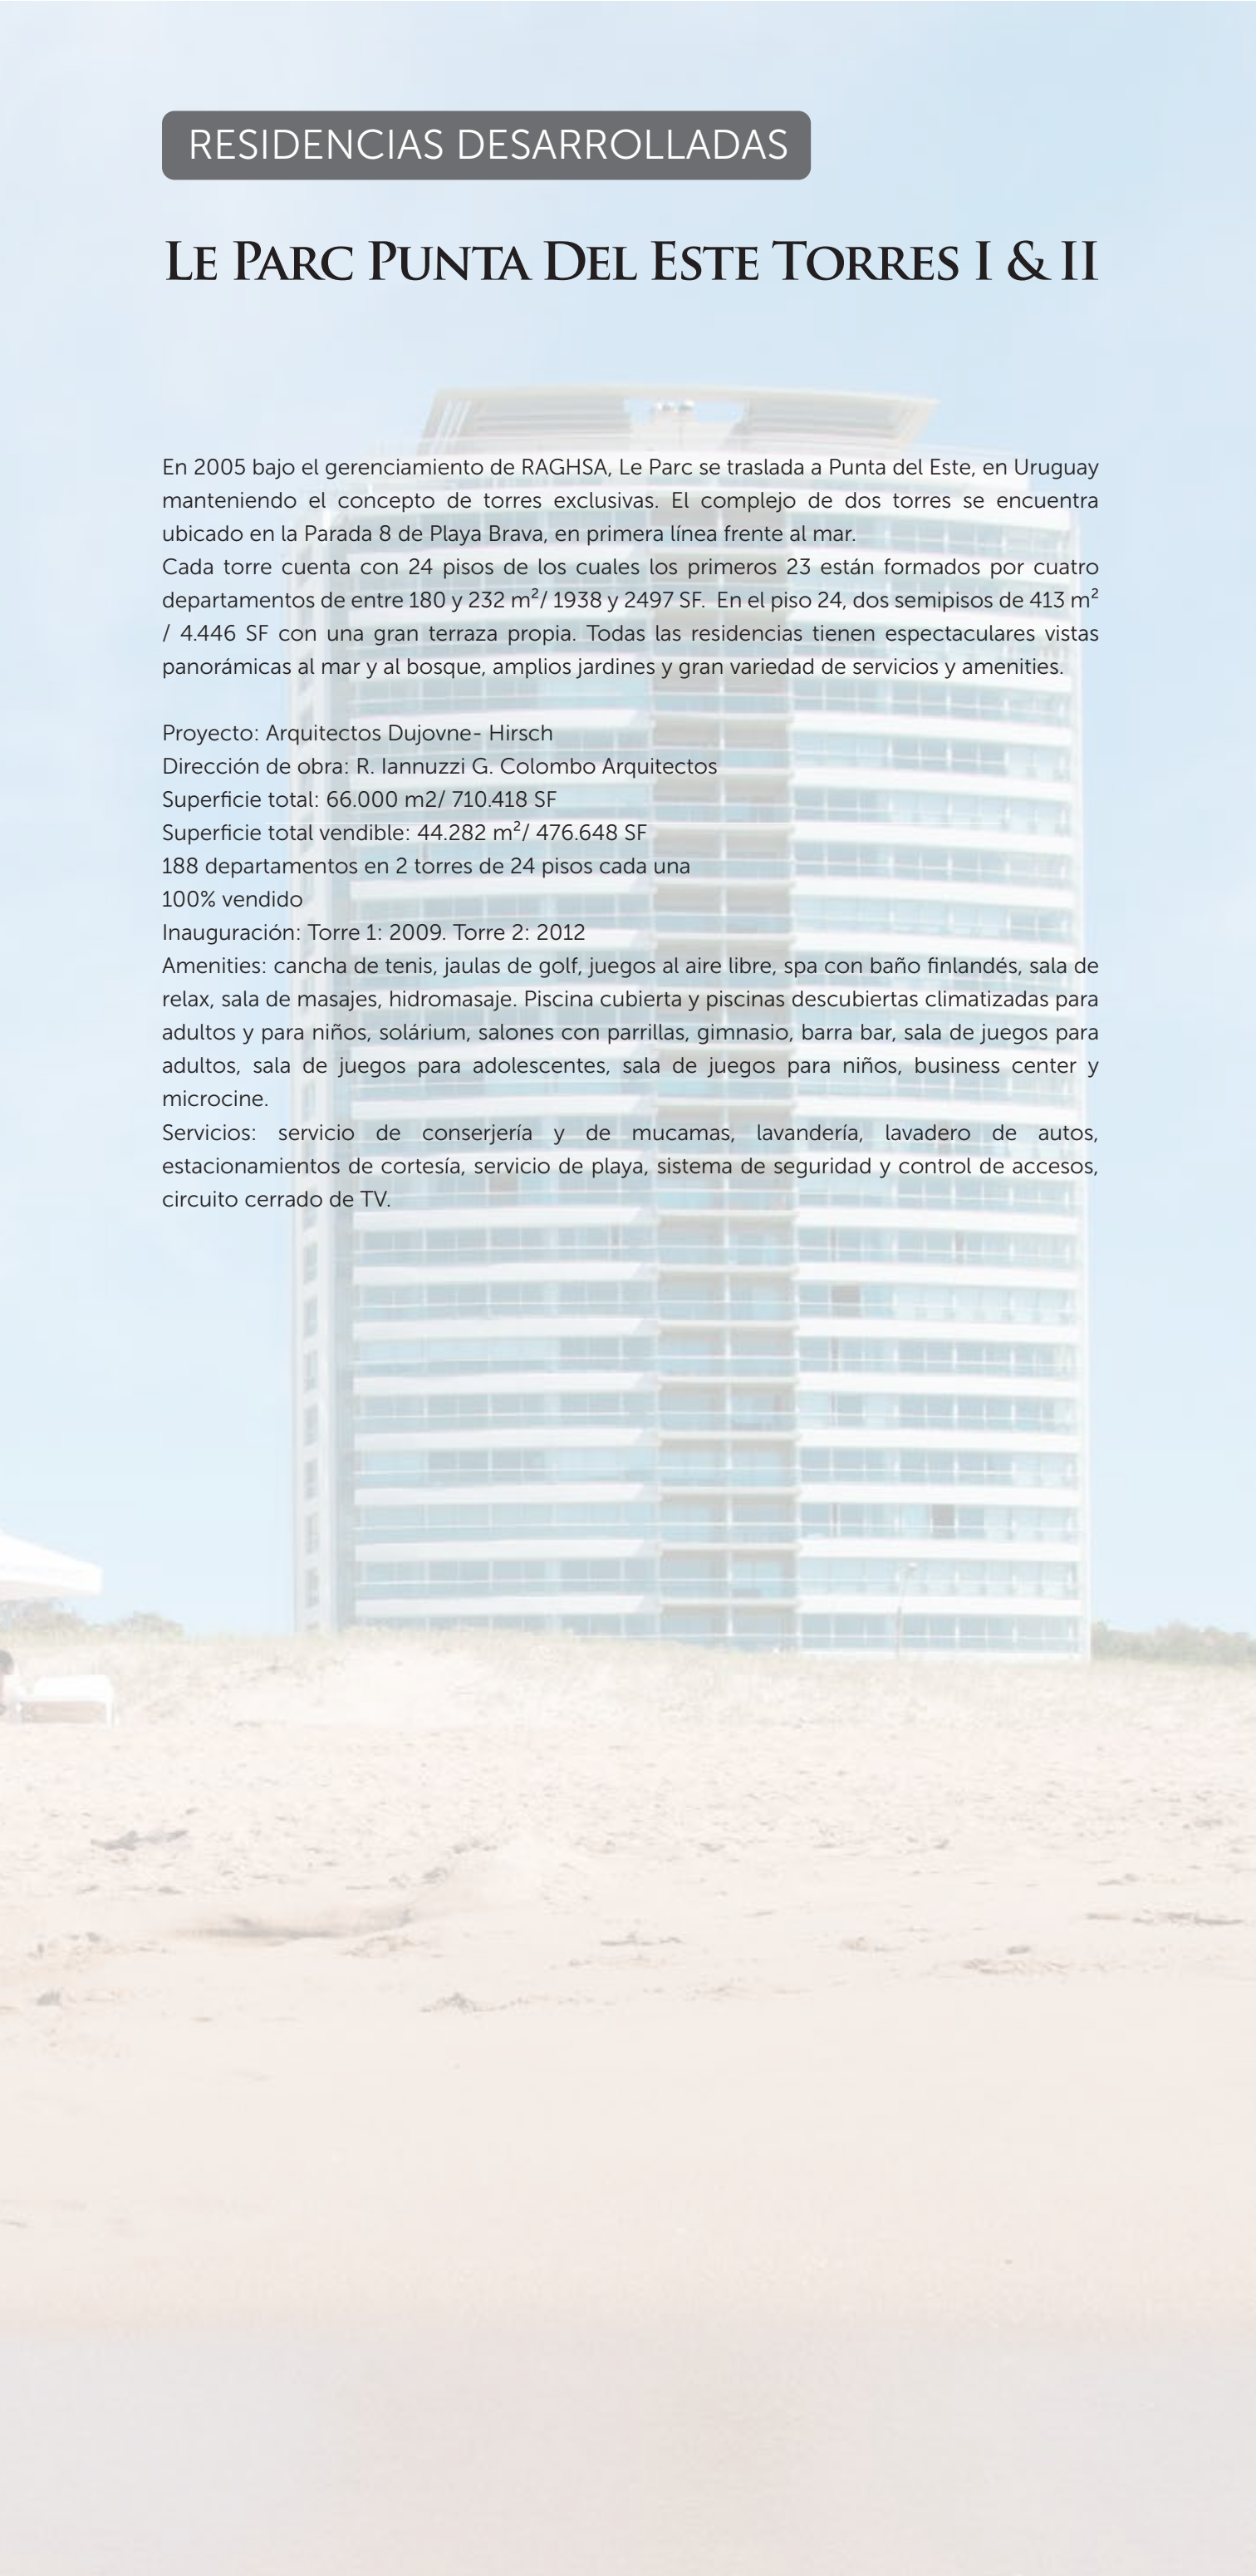 RESIDENCIAS DESARROLLADAS
LE PARC PUNTA DEL ESTE TORRES I & II
En 2005 bajo el gerenciamiento de RAGHSA, Le Parc se traslada a Punta del Este, en Uruguay
manteniendo el concepto de torres exclusivas. El complejo de dos torres se encuentra
ubicado en la Parada 8 de Playa Brava, en primera línea frente al mar.
Cada torre cuenta con 24 pisos de los cuales los primeros 23 están formados por cuatro
departamentos de entre 180 y 232 m²/ 1938 y 2497 SF. En el piso 24, dos semipisos de 413 m²
/ 4.446 SF con una gran terraza propia. Todas las residencias tienen espectaculares vistas
panorámicas al mar y al bosque, amplios jardines y gran variedad de servicios y amenities.
Proyecto: Arquitectos Dujovne- Hirsch
Dirección de obra: R. Iannuzzi G. Colombo Arquitectos
Superficie total: 66.000 m2/ 710.418 SF
Superficie total vendible: 44.282 m²/ 476.648 SF
188 departamentos en 2 torres de 24 pisos cada una
100% vendido
Inauguración: Torre 1: 2009. Torre 2: 2012
Amenities: cancha de tenis, jaulas de golf, juegos al aire libre, spa con baño finlandés, sala de
relax, sala de masajes, hidromasaje. Piscina cubierta y piscinas descubiertas climatizadas para
adultos y para niños, solárium, salones con parrillas, gimnasio, barra bar, sala de juegos para
adultos, sala de juegos para adolescentes, sala de juegos para niños, business center y
microcine.
Servicios: servicio de conserjería y de mucamas, lavandería, lavadero de autos,
estacionamientos de cortesía, servicio de playa, sistema de seguridad y control de accesos,
circuito cerrado de TV.